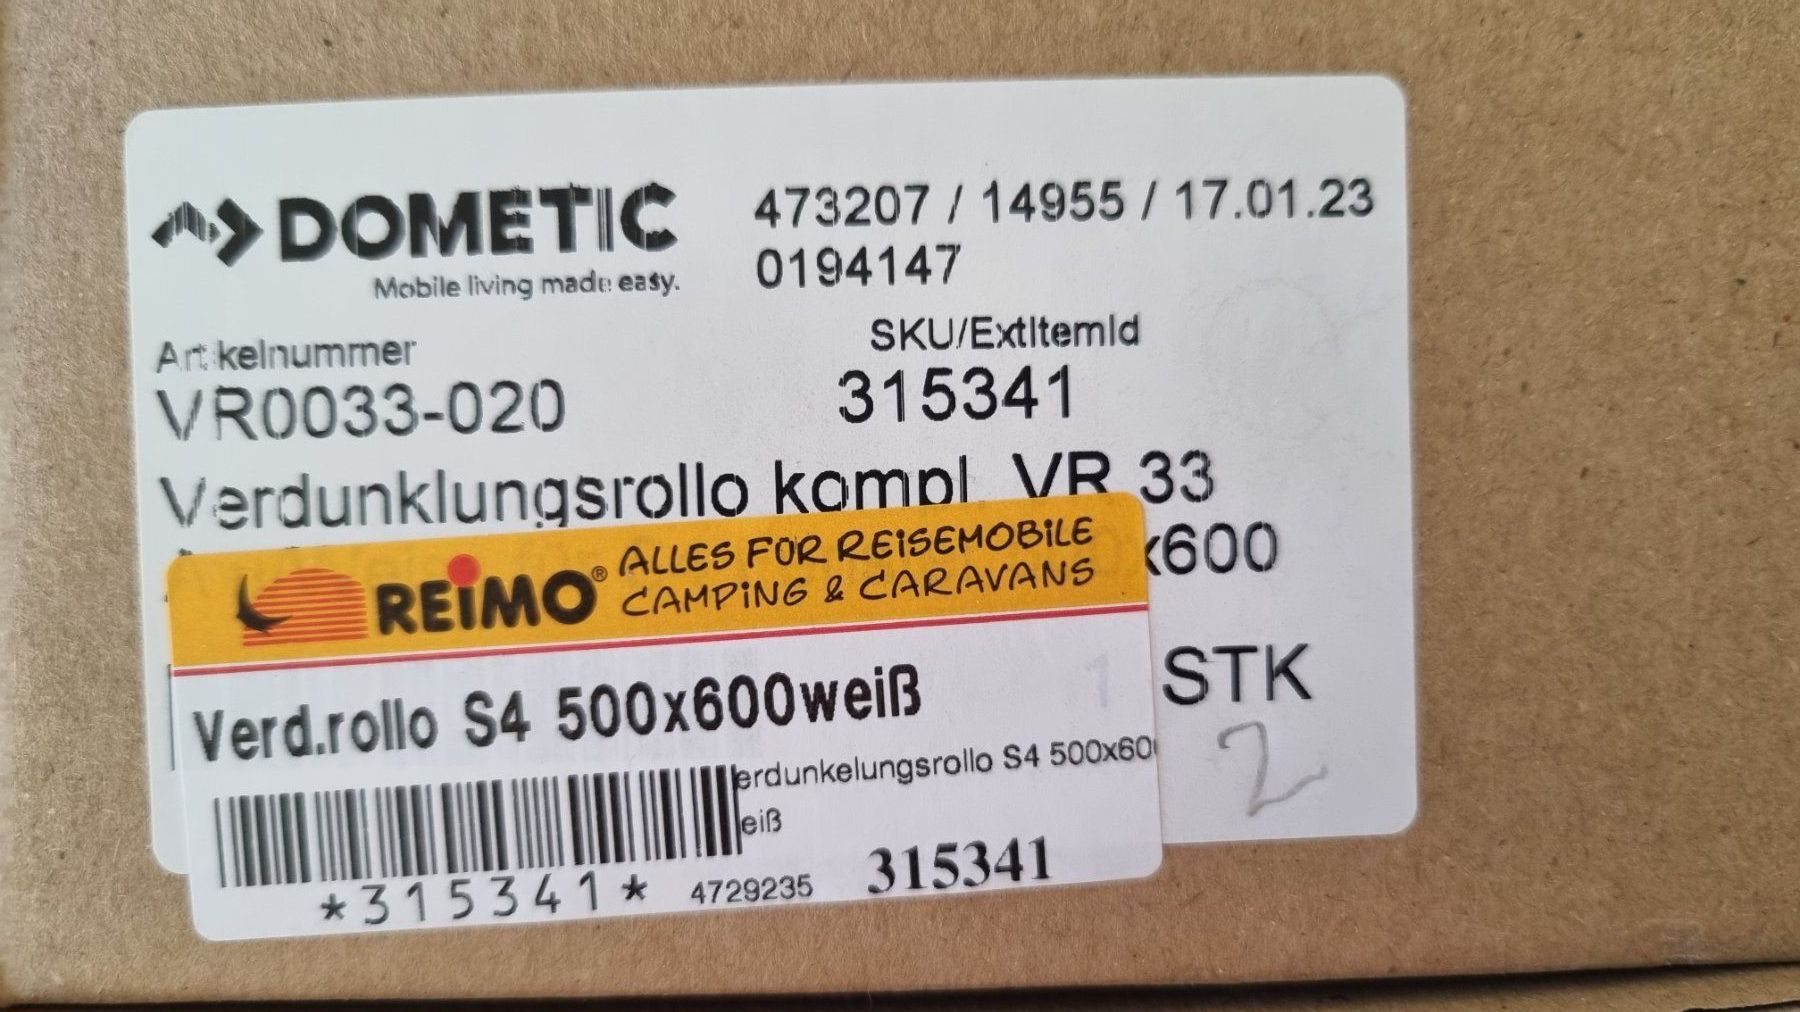 DOMETIC
Mobile living made easy.
473207 / 14955 / 17.01.23
0194147
Artikelnummer
VR0033-020
SKU/ExtItemId
315341
Verdunklungsrollo kompl. VR 33
x600
1 STK
2
REIMO®
ALLES FÜR REISEMOBILE
CAMPING & CARAVANS
Verd.rollo S4 500x600weiß
erdunkelungsrollo S4 500x60
eiß
*315341*
4729235
315341